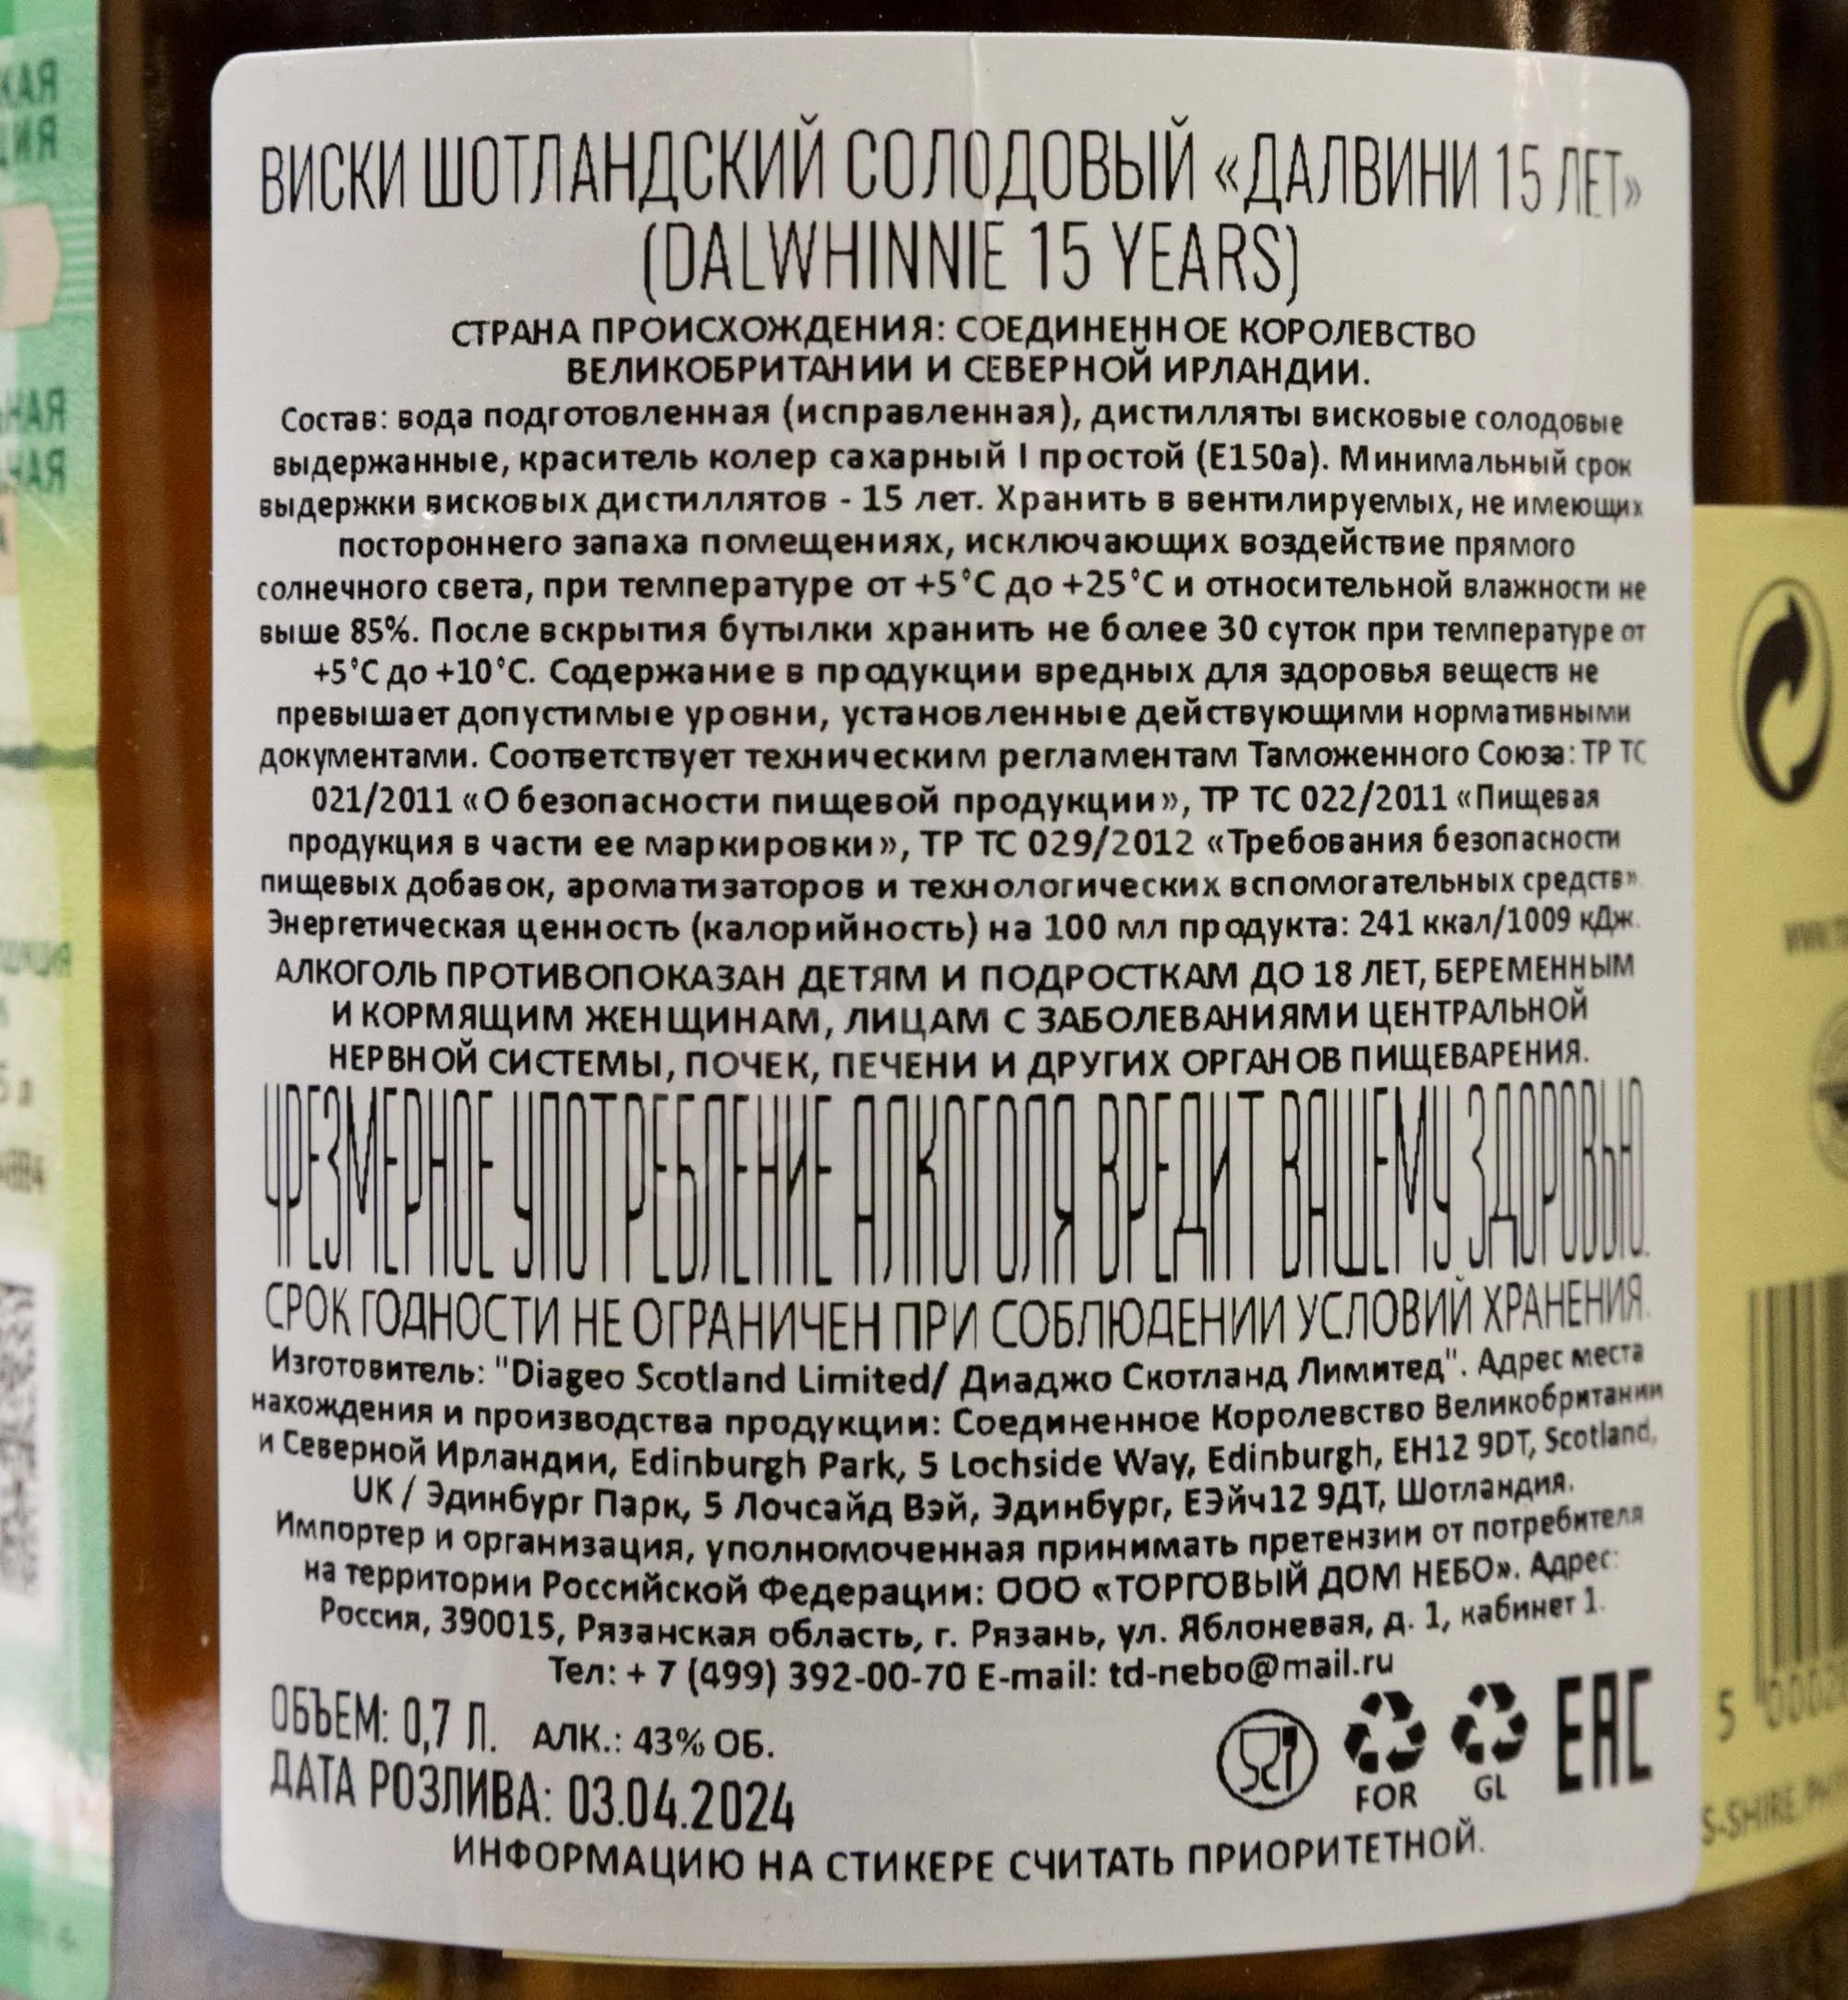 ВИСКИ ШОТЛАНДСКИЙ СОЛОДОВЫЙ «ДАЛВИНИ 15 ЛЕТ»
(DALWHINNIE 15 YEARS)
СТРАНА ПРОИСХОЖДЕНИЯ: СОЕДИНЕННОЕ КОРОЛЕВСТВО
ВЕЛИКОБРИТАНИИ И СЕВЕРНОЙ ИРЛАНДИИ.
Состав: вода подготовленная (исправленная), дистилляты висковые солодовые
выдержанные, краситель колер сахарный I простой (Е150а). Минимальный срок
выдержки висковых дистиллятов - 15 лет. Хранить в вентилируемых, не имеющих
постороннего запаха помещениях, исключающих воздействие прямого
солнечного света, при температуре от +5°С до +25°С и относительной влажности не
выше 85%. После вскрытия бутылки хранить не более 30 суток при температуре от
+5°С до +10°С. Содержание в продукции вредных для здоровья веществ не
превышает допустимые уровни, установленные действующими нормативными
документами. Соответствует техническим регламентам Таможенного Союза: ТР ТС
021/2011 «О безопасности пищевой продукции», ТР ТС 022/2011 «Пищевая
продукция в части ее маркировки», ТР ТС 029/2012 «Требования безопасности
пищевых добавок, ароматизаторов и технологических вспомогательных средств»
Энергетическая ценность (калорийность) на 100 мл продукта: 241 ккал/1009 кДж.
АЛКОГОЛЬ ПРОТИВОПОКАЗАН ДЕТЯМ И ПОДРОСТКАМ ДО 18 ЛЕТ, БЕРЕМЕННЫМ
И КОРМЯЩИМ ЖЕНЩИНАМ, ЛИЦАМ С ЗАБОЛЕВАНИЯМИ ЦЕНТРАЛЬНОЙ
НЕРВНОЙ СИСТЕМЫ, ПОЧЕК, ПЕЧЕНИ И ДРУГИХ ОРГАНОВ ПИЩЕВАРЕНИЯ.
ЧРЕЗМЕРНОЕ УПОТРЕБЛЕНИЕ АЛКОГОЛЯ ВРЕДИТ ВАШЕМУ ЗДОРОВЬЮ.
СРОК ГОДНОСТИ НЕ ОГРАНИЧЕН ПРИ СОБЛЮДЕНИИ УСЛОВИЙ ХРАНЕНИЯ.
Изготовитель: "Diageo Scotland Limited/ Диаджо Скотланд Лимитед". Адрес места
нахождения и производства продукции: Соединенное Королевство Великобритании
и Северной Ирландии, Edinburgh Park, 5 Lochside Way, Edinburgh, EH12 9DT, Scotland,
UK / Эдинбург Парк, 5 Лочсайд Вэй, Эдинбург, ЕЭйч12 9ДТ, Шотландия.
Импортер и организация, уполномоченная принимать претензии от потребителя
на территории Российской Федерации: ООО «ТОРГОВЫЙ ДОМ НЕБО». Адрес:
Россия, 390015, Рязанская область, г. Рязань, ул. Яблоневая, д. 1, кабинет 1.
Тел: + 7 (499) 392-00-70 E-mail: td-nebo@mail.ru
ОБЪЕМ: 0,7 Л. АЛК.: 43% ОБ.
ДАТА РОЗЛИВА: 03.04.2024
FOR GL EAC
ИНФОРМАЦИЮ НА СТИКЕРЕ СЧИТАТЬ ПРИОРИТЕТНОЙ.